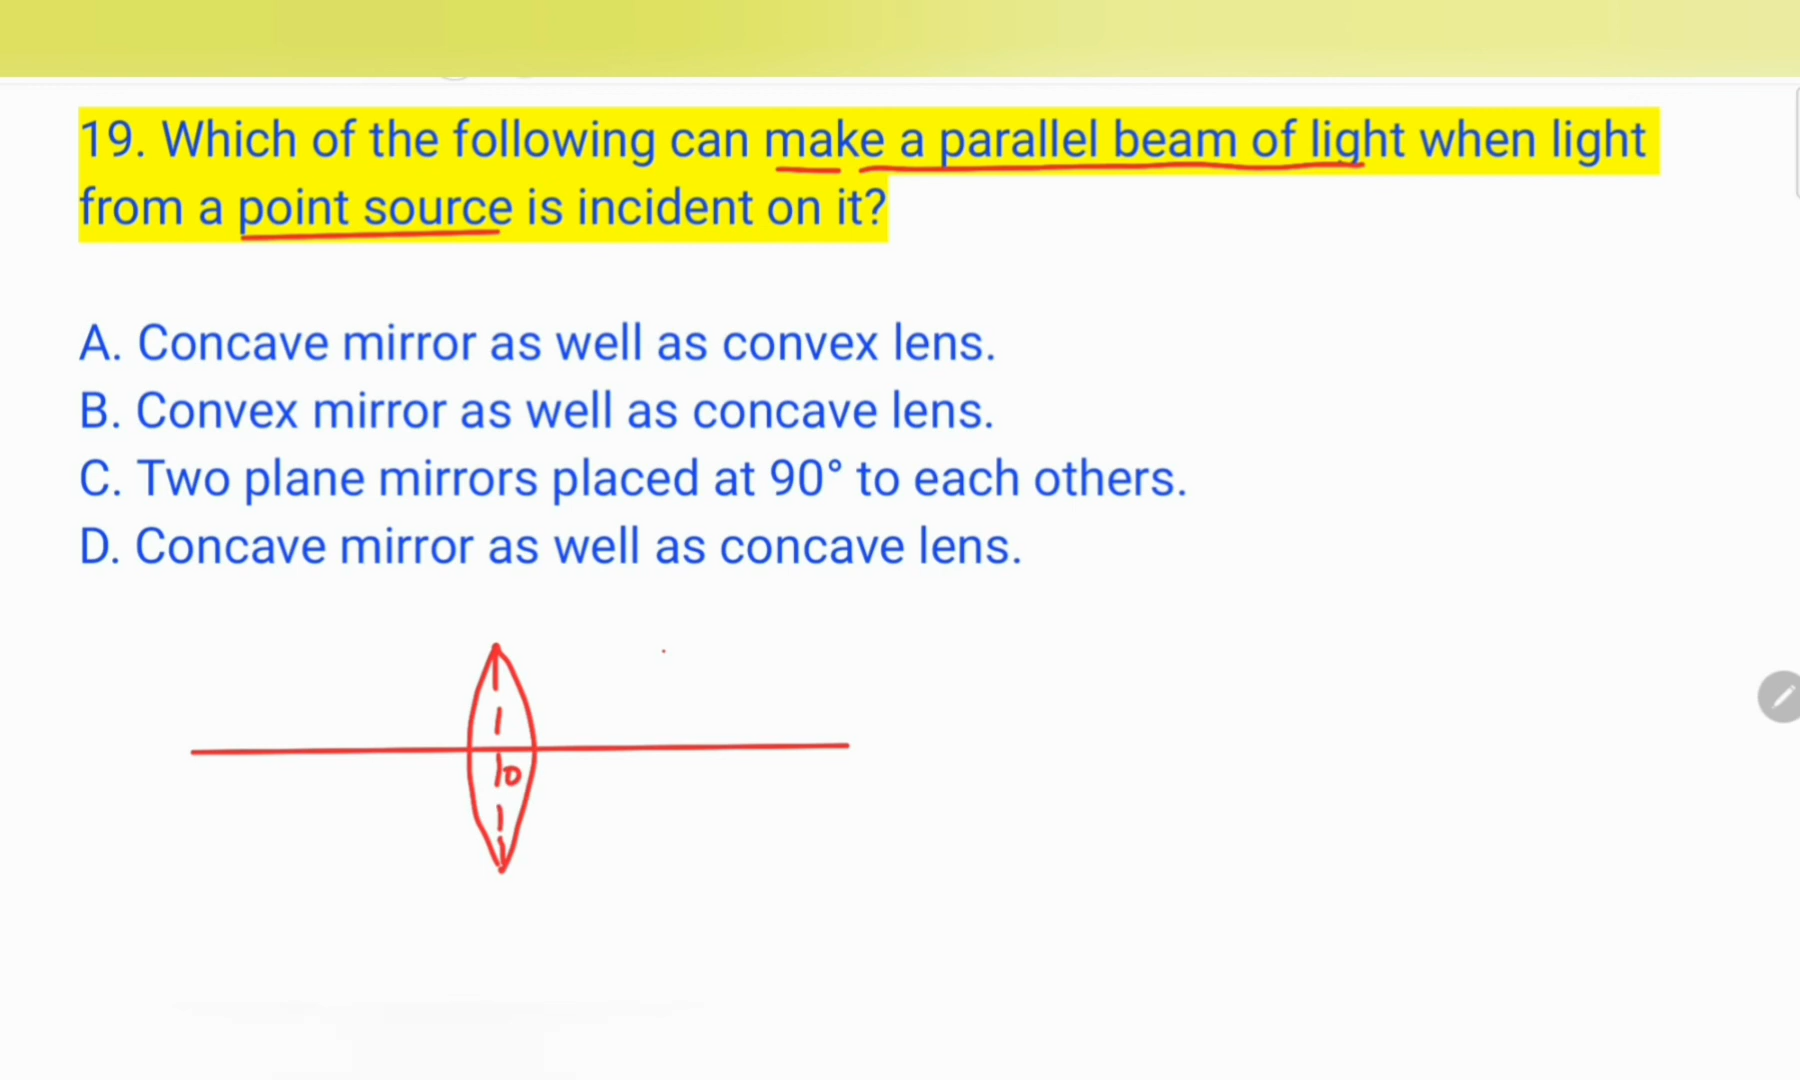 19. Which of the following can make a parallel beam of light when light
from a point source is incident on it?
A. Concave mirror as well as convex lens.
B. Convex mirror as well as concave lens.
C. Two plane mirrors placed at 90° to each others.
D. Concave mirror as well as concave lens.
O